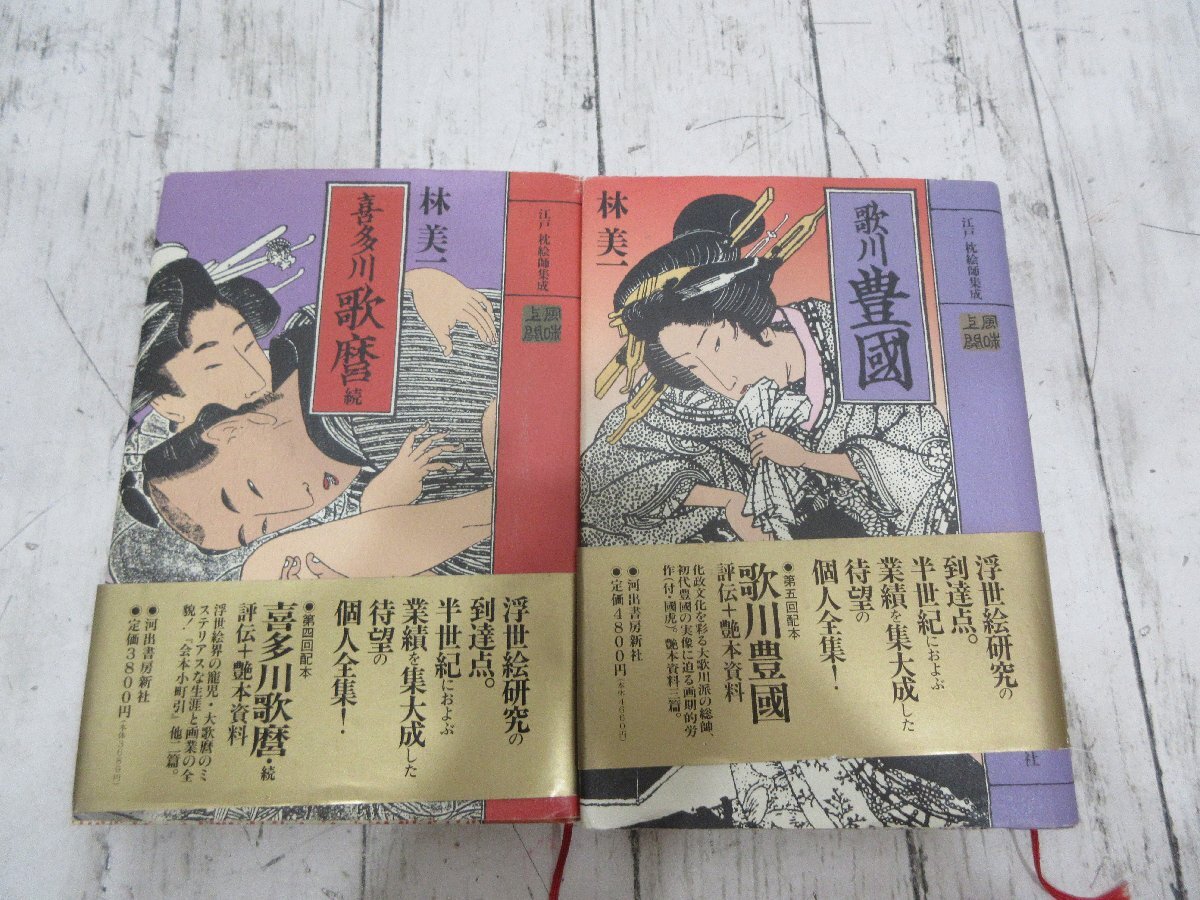 江戸 枕絵師集成
林 美一
喜多川
歌麿
続
浮世絵研究の
到達点。
半世紀におよぶ
業績を集大成した
待望の
個人全集!
●第四回配本
喜多川歌麿・続
評伝+艶本資料
浮世絵界の寵児・大歌麿のミ
ステリアスな生涯と画業の全
貌!『会本小町引』他二篇。
●河出書房新社
●定価3800円
江戸 枕絵師集成
歌川
豊國
林 美一
浮世絵研究の
到達点。
半世紀におよぶ
業績を集大成した
待望の
個人全集!
●第五回配本
歌川豊國
評伝+艶本資料
化政文化を彩る大歌川派の総帥、
初代豊國の実像に迫る画期的労
作(付・國虎)。艶本資料三篇。
●河出書房新社
●定価4800円(本体4660円)
社